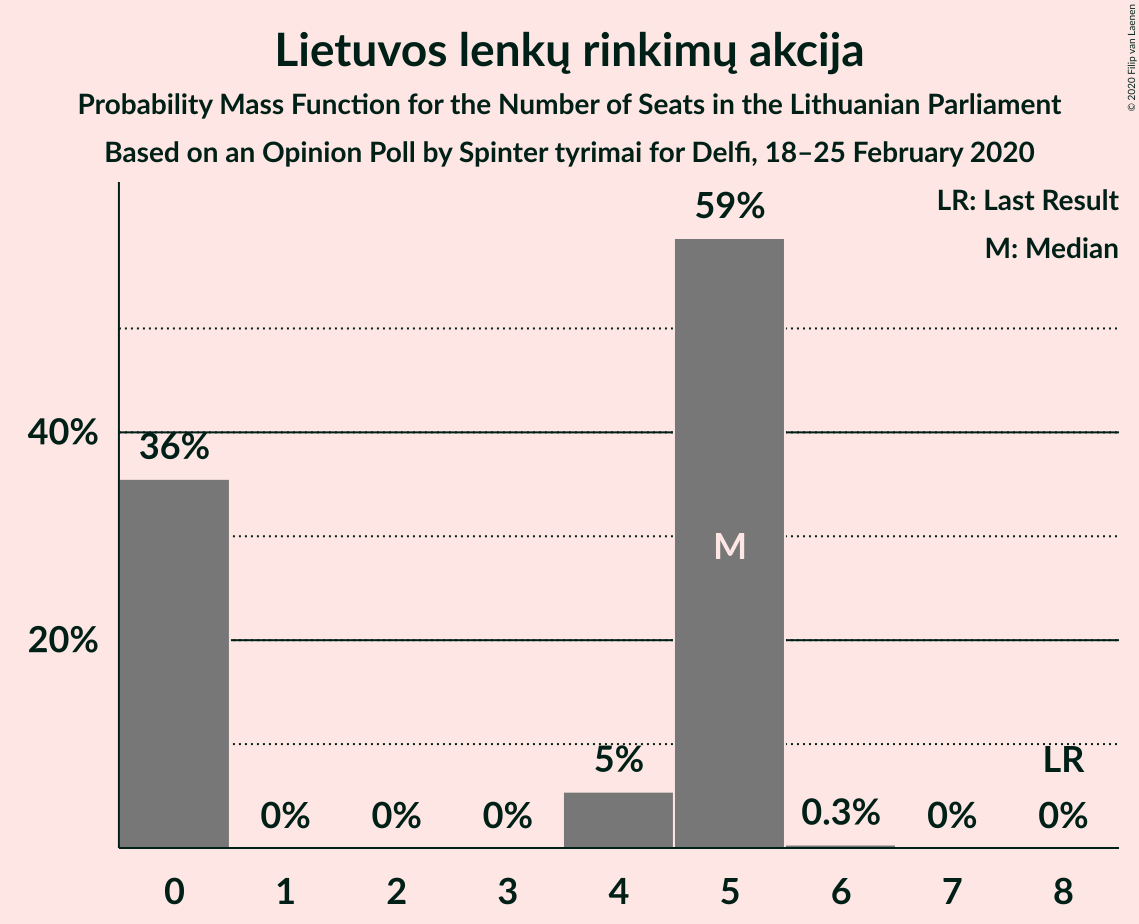 Lietuvos lenkų rinkimų akcija
Probability Mass Function for the Number of Seats in the Lithuanian Parliament
Based on an Opinion Poll by Spinter tyrimai for Delfi, 18–25 February 2020
© 2020 Filip van Laenen
LR: Last Result
M: Median
59%
40%
36%
M
20%
5%
LR
0% 0% 0% 0.3% 0% 0%
0 1 2 3 4 5 6 7 8